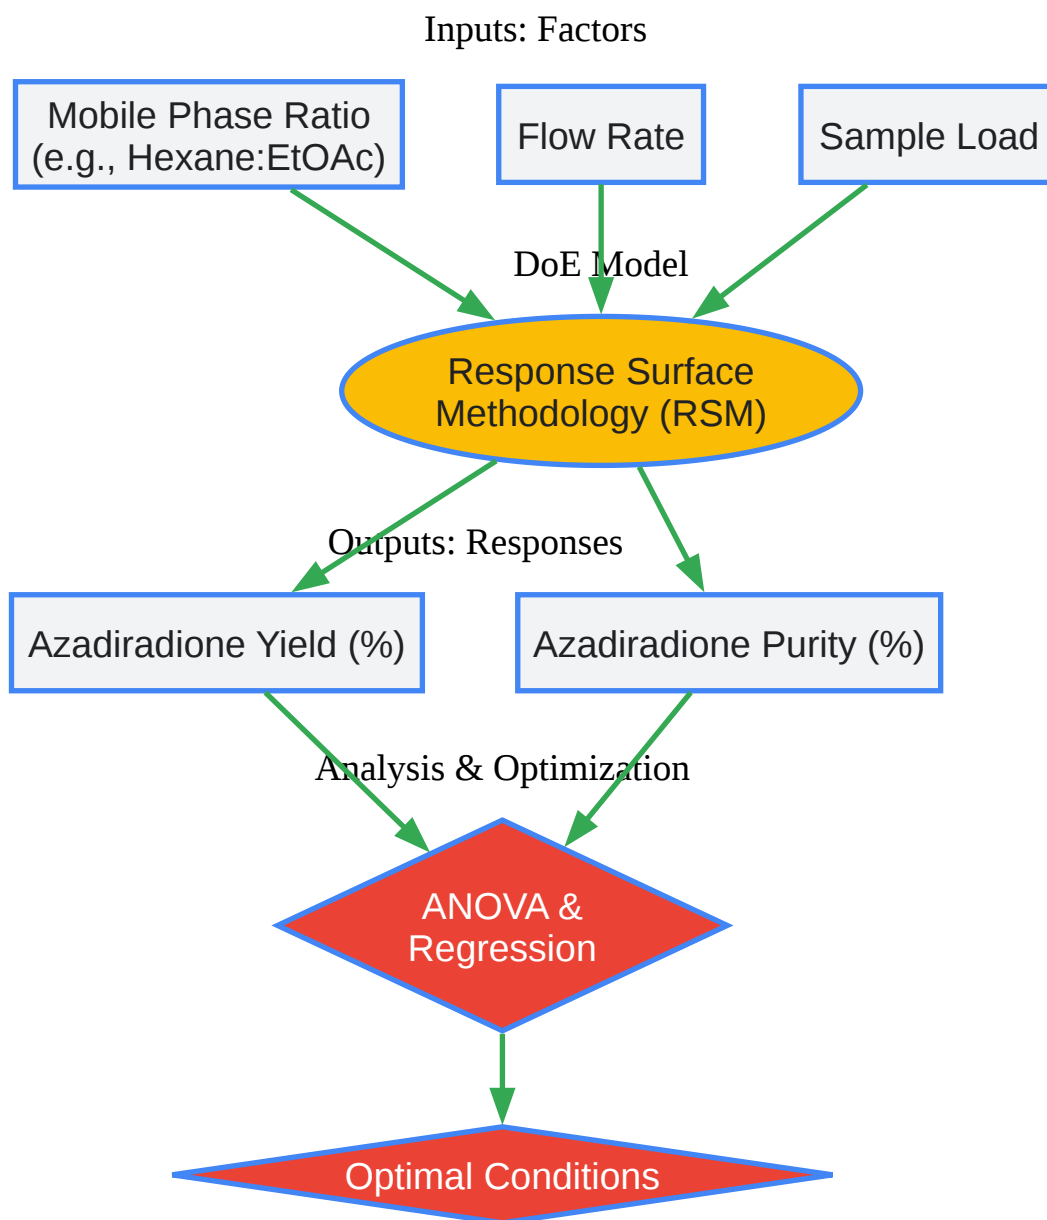 Inputs: Factors
Mobile Phase Ratio
(e.g., Hexane:EtOAc)
Flow Rate
Sample Load
DoE Model
Response Surface
Methodology (RSM)
Outputs: Responses
Azadiradione Yield (%)
Azadiradione Purity (%)
Analysis & Optimization
ANOVA &
Regression
Optimal Conditions